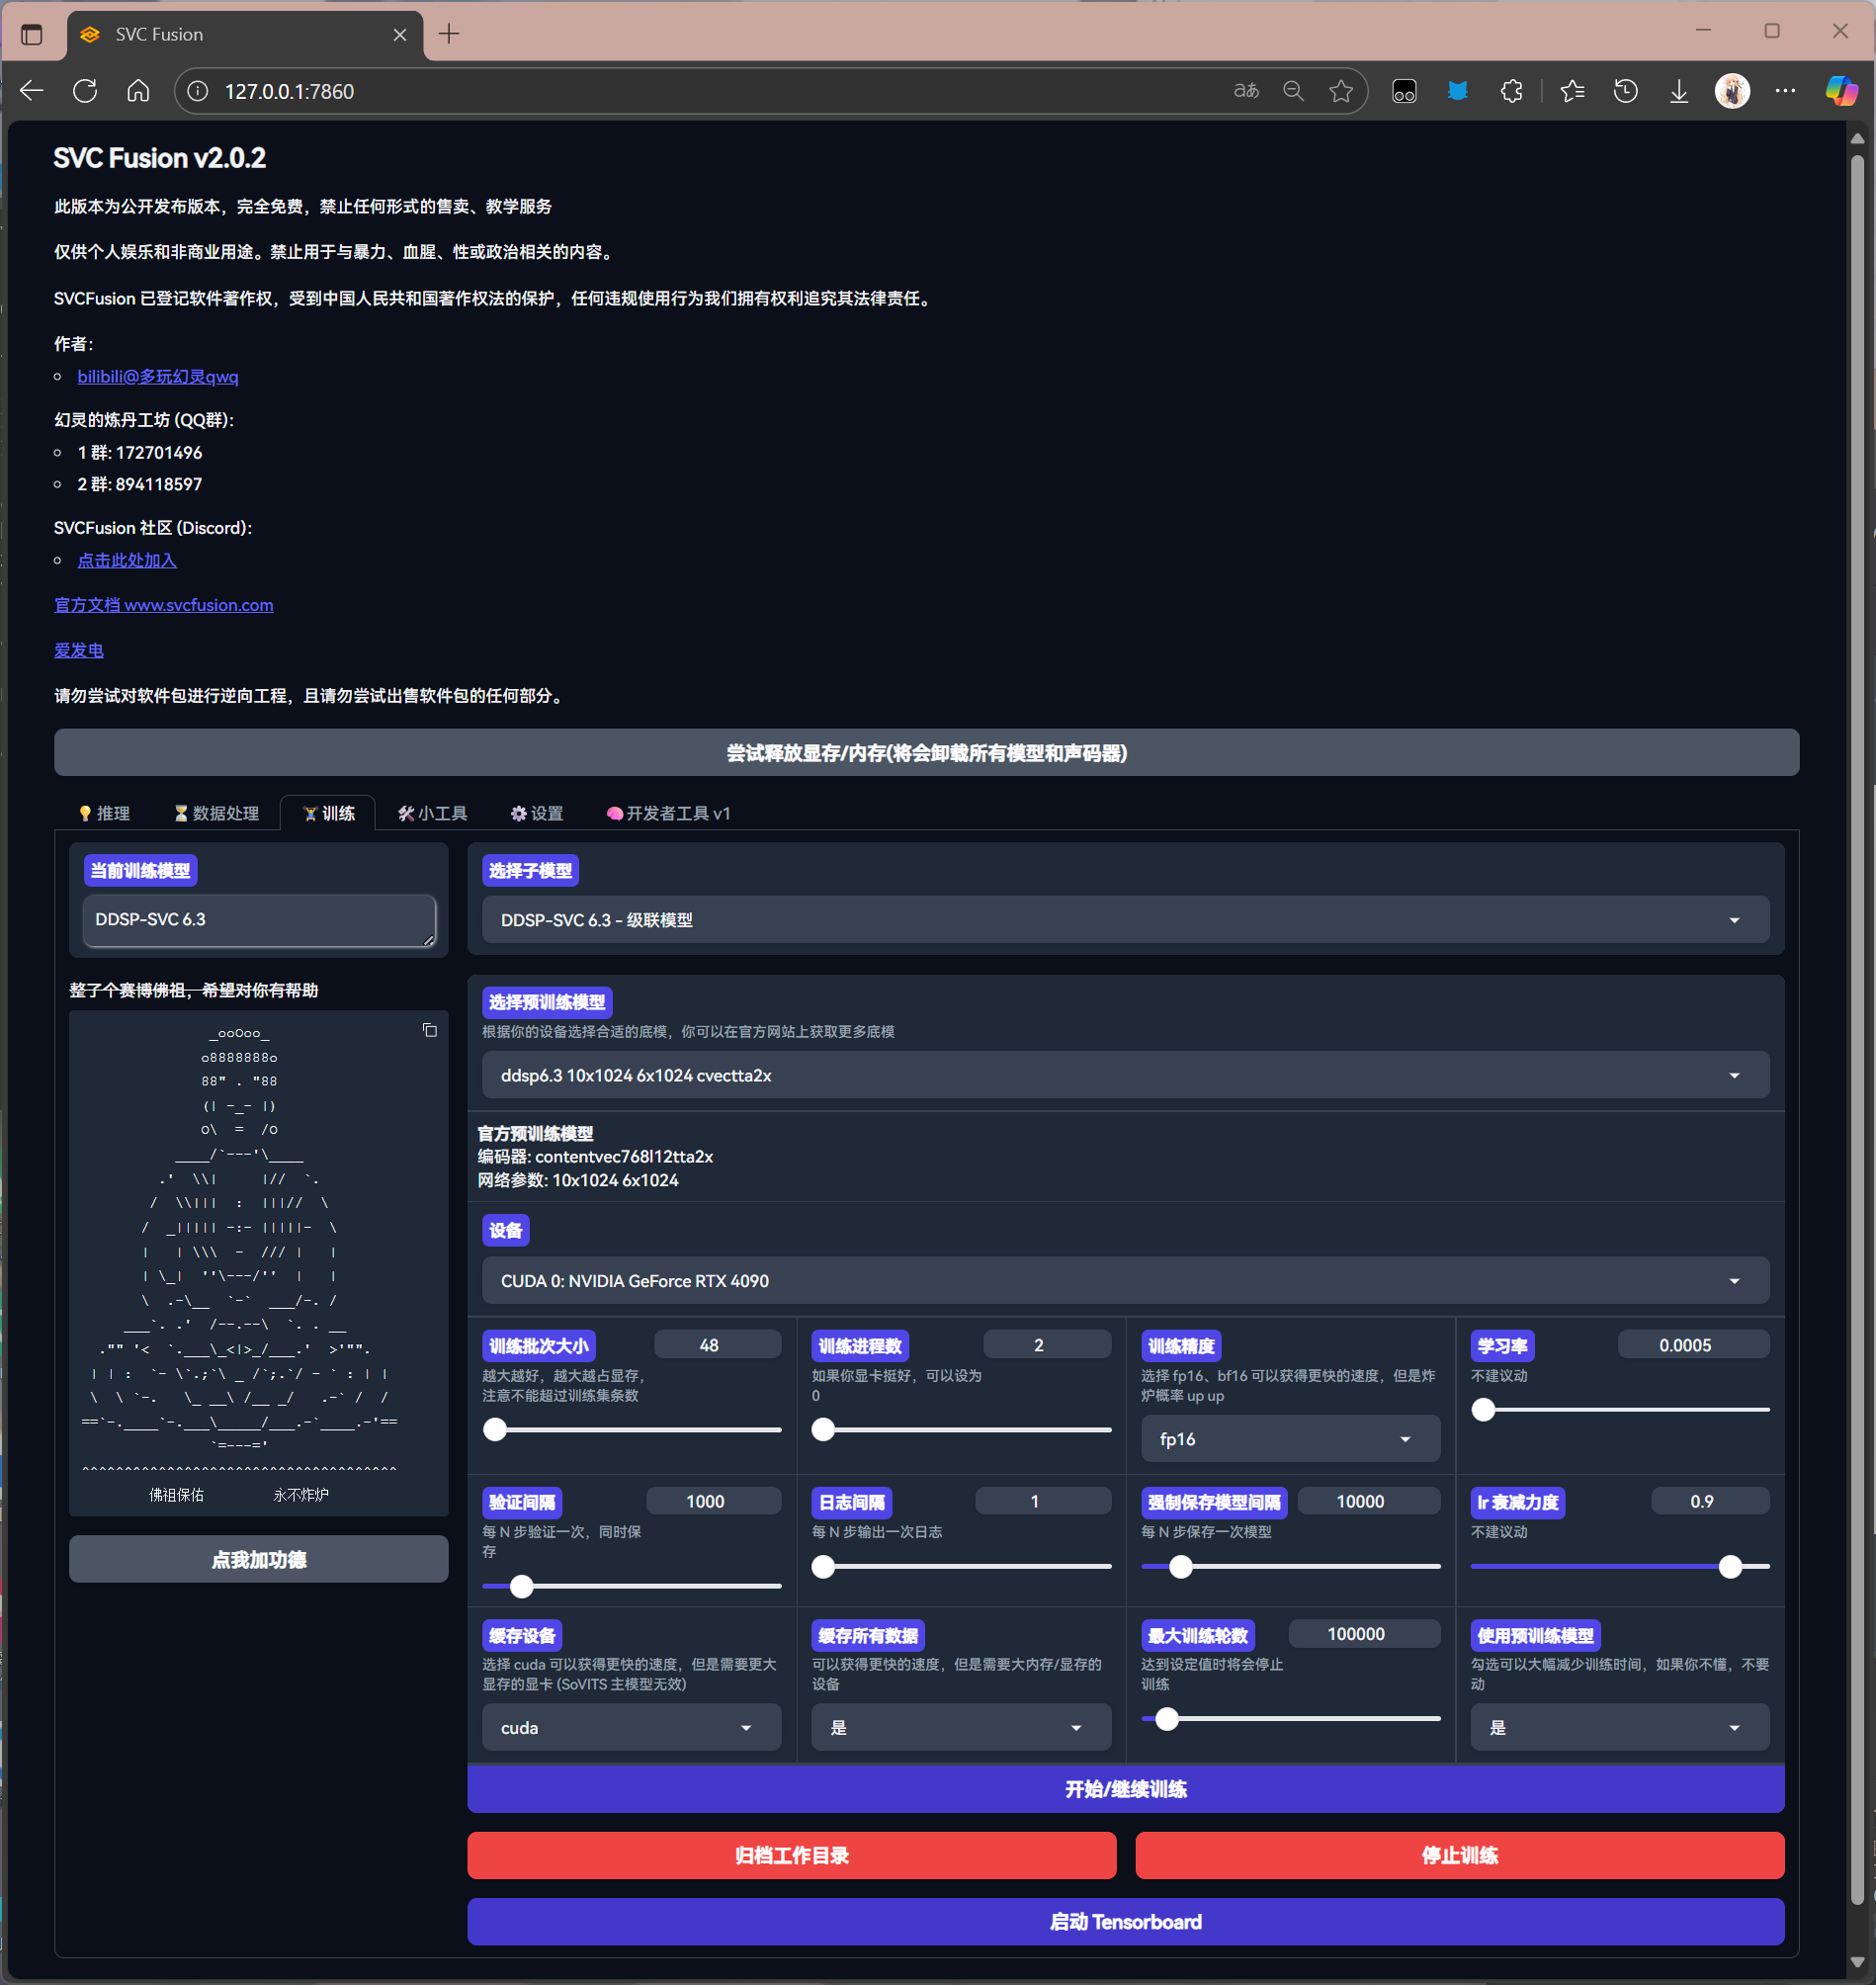 SVC Fusion
127.0.0.1:7860
SVC Fusion v2.0.2
此版本为公开发布版本，完全免费，禁止任何形式的售卖、教学服务
仅供个人娱乐和非商业用途。禁止用于与暴力、血腥、性或政治相关的内容。
SVCFusion 已登记软件著作权，受到中国人民共和国著作权法的保护，任何违规使用行为我们拥有权利追究其法律责任。
作者：
bilibili@多玩幻灵qwq
幻灵的炼丹工坊 (QQ群)：
1 群: 172701496
2 群: 894118597
SVCFusion 社区 (Discord)：
点击此处加入
官方文档 www.svcfusion.com
爱发电
请勿尝试对软件包进行逆向工程，且请勿尝试出售软件包的任何部分。
尝试释放显存/内存(将会卸载所有模型和声码器)
💡推理 ⏳数据处理 🏋️训练 🛠️小工具 ⚙️设置 🧠开发者工具 v1
当前训练模型
DDSP-SVC 6.3
整了个赛博佛祖，希望对你有帮助
_ooOoo_
o8888888o
88" . "88
(| -_- |)
O\  =  /O
____/`---'\____
.'  \\|     |//  `.
/  \\|||  :  |||//  \
/  _||||| -:- |||||-  \
|   | \\\  -  /// |   |
| \_|  ''\---/''  |   |
\  .-\__  `-`  ___/-. /
___`. .'  /--.--\  `. . __
."" '<  `.___\_<|>_/___.'  >'"".
| | :  `- \`.;`\ _ /`;.`/ - ` : | |
\  \ `-.   \_ __\ /__ _/   .-` /  /
==`-.____`-.___\_____/___.-`____.-'==
`=---='
^^^^^^^^^^^^^^^^^^^^^^^^^^^^^^^^^^^^^
佛祖保佑 永不炸炉
点我加功德
选择子模型
DDSP-SVC 6.3 - 级联模型
选择预训练模型
根据你的设备选择合适的底模，你可以在官方网站上获取更多底模
ddsp6.3 10x1024 6x1024 cvectta2x
官方预训练模型
编码器: contentvec768l12tta2x
网络参数: 10x1024 6x1024
设备
CUDA 0: NVIDIA GeForce RTX 4090
训练批次大小 48
越大越好，越大越占显存，
注意不能超过训练集条数
训练进程数 2
如果你显卡挺好，可以设为
0
训练精度
选择 fp16、bf16 可以获得更快的速度，但是炸
炉概率 up up
fp16
学习率 0.0005
不建议动
验证间隔 1000
每 N 步验证一次，同时保
存
日志间隔 1
每 N 步输出一次日志
强制保存模型间隔 10000
每 N 步保存一次模型
lr 衰减力度 0.9
不建议动
缓存设备
选择 cuda 可以获得更快的速度，但是需要更大
显存的显卡 (SoVITS 主模型无效)
cuda
缓存所有数据
可以获得更快的速度，但是需要大内存/显存的
设备
是
最大训练轮数 100000
达到设定值时将会停止
训练
使用预训练模型
勾选可以大幅减少训练时间，如果你不懂，不要
动
是
开始/继续训练
归档工作目录 停止训练
启动 Tensorboard